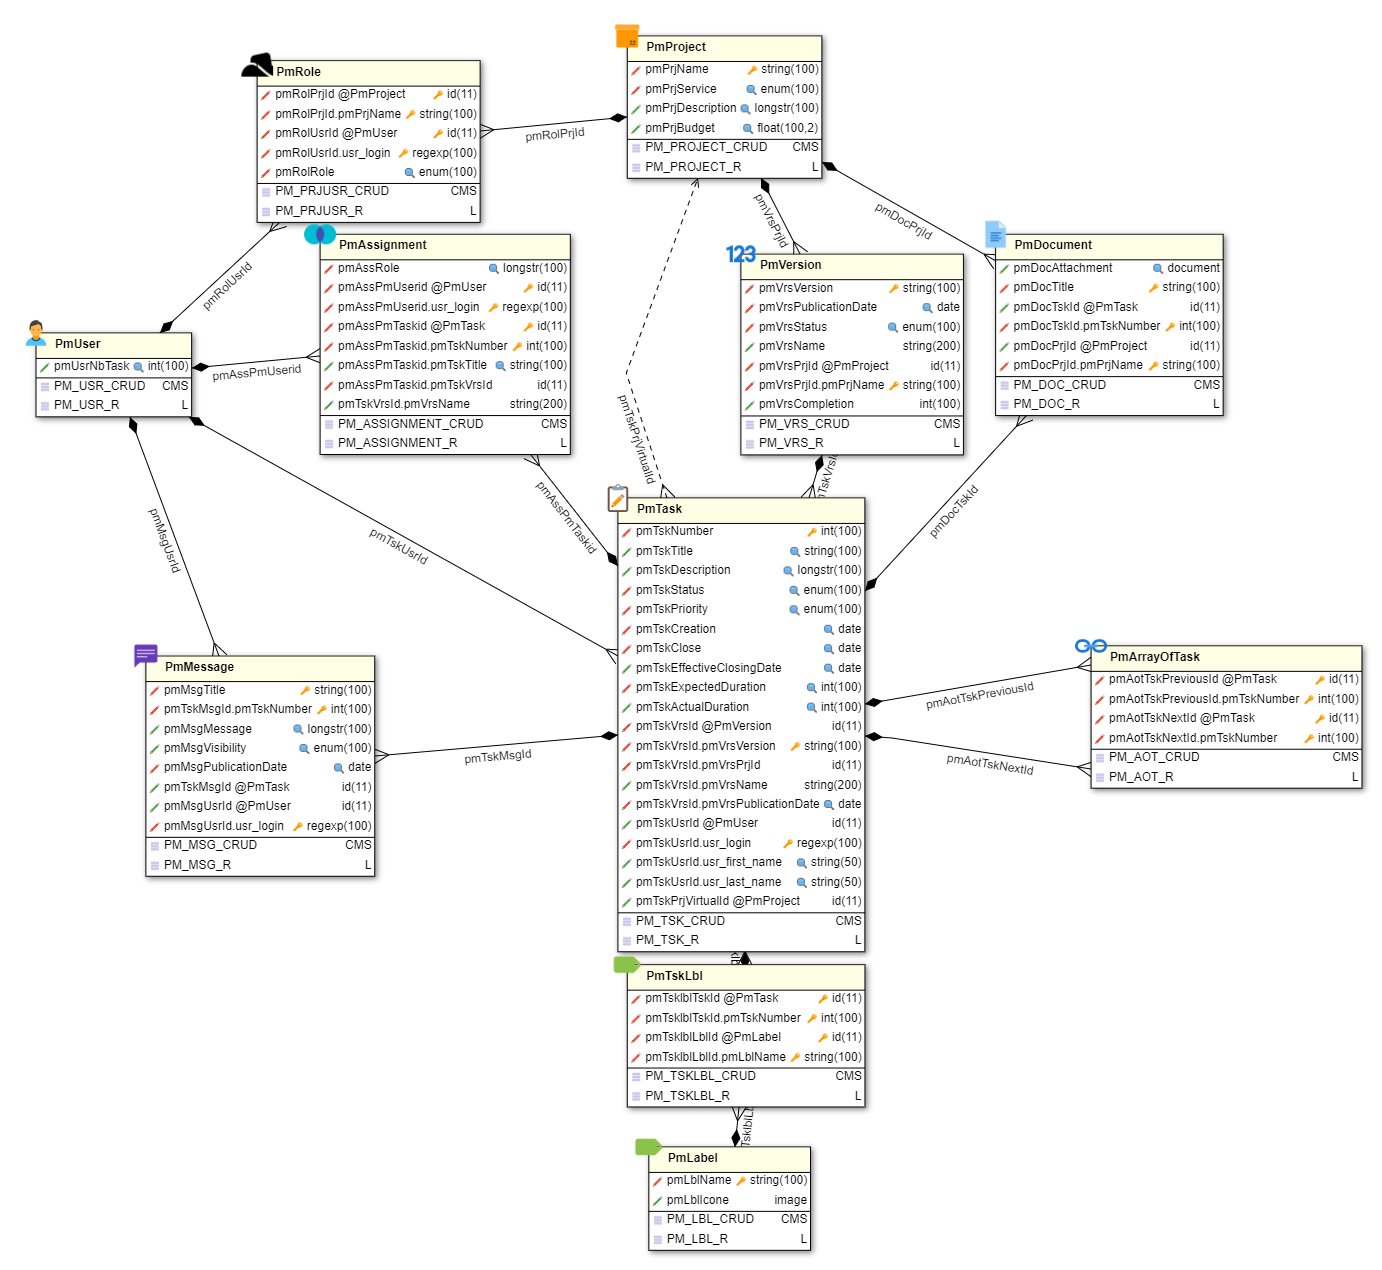 PmProject
pmPrjName string(100)
pmPrjService enum(100)
pmPrjDescription longstr(100)
pmPrjBudget float(100,2)
PM_PROJECT_CRUD CMS
PM_PROJECT_R L
PmRole
pmRolPrjId @PmProject id(11)
pmRolPrjId.pmPrjName string(100)
pmRolUsrId @PmUser id(11)
pmRolUsrId.usr_login regexp(100)
pmRolRole enum(100)
PM_PRJUSR_CRUD CMS
PM_PRJUSR_R L
pmRolPrjId
pmVrsPrjId
pmDocPrjId
pmRolUsrId
PmAssignment
pmAssRole longstr(100)
pmAssPmUserid @PmUser id(11)
pmAssPmUserid.usr_login regexp(100)
pmAssPmTaskid @PmTask id(11)
pmAssPmTaskid.pmTskNumber int(100)
pmAssPmTaskid.pmTskTitle string(100)
pmAssPmTaskid.pmTskVrsId id(11)
pmTskVrsId.pmVrsName string(200)
PM_ASSIGNMENT_CRUD CMS
PM_ASSIGNMENT_R L
123
PmVersion
pmVrsVersion string(100)
pmVrsPublicationDate date
pmVrsStatus enum(100)
pmVrsName string(200)
pmVrsPrjId @PmProject id(11)
pmVrsPrjId.pmPrjName string(100)
pmVrsCompletion int(100)
PM_VRS_CRUD CMS
PM_VRS_R L
PmDocument
pmDocAttachment document
pmDocTitle string(100)
pmDocTskId @PmTask id(11)
pmDocTskId.pmTskNumber int(100)
pmDocPrjId @PmProject id(11)
pmDocPrjId.pmPrjName string(100)
PM_DOC_CRUD CMS
PM_DOC_R L
PmUser
pmUsrNbTask int(100)
PM_USR_CRUD CMS
PM_USR_R L
pmAssPmUserid
pmTskPrjVirtualId
pmAssPmTaskid
pmDocTskId
pmMsgUsrId
pmTskUsrId
PmTask
pmTskNumber int(100)
pmTskTitle string(100)
pmTskDescription longstr(100)
pmTskStatus enum(100)
pmTskPriority enum(100)
pmTskCreation date
pmTskClose date
pmTskEffectiveClosingDate date
pmTskExpectedDuration int(100)
pmTskActualDuration int(100)
pmTskVrsId @PmVersion id(11)
pmTskVrsId.pmVrsVersion string(100)
pmTskVrsId.pmVrsPrjId id(11)
pmTskVrsId.pmVrsName string(200)
pmTskVrsId.pmVrsPublicationDate date
pmTskUsrId @PmUser id(11)
pmTskUsrId.usr_login regexp(100)
pmTskUsrId.usr_first_name string(50)
pmTskUsrId.usr_last_name string(50)
pmTskPrjVirtualId @PmProject id(11)
PM_TSK_CRUD CMS
PM_TSK_R L
PmMessage
pmMsgTitle string(100)
pmTskMsgId.pmTskNumber int(100)
pmMsgMessage longstr(100)
pmMsgVisibility enum(100)
pmMsgPublicationDate date
pmTskMsgId @PmTask id(11)
pmMsgUsrId @PmUser id(11)
pmMsgUsrId.usr_login regexp(100)
PM_MSG_CRUD CMS
PM_MSG_R L
pmTskMsgId
PmArrayOfTask
pmAotTskPreviousId @PmTask id(11)
pmAotTskPreviousId.pmTskNumber int(100)
pmAotTskNextId @PmTask id(11)
pmAotTskNextId.pmTskNumber int(100)
PM_AOT_CRUD CMS
PM_AOT_R L
pmAotTskPreviousId
pmAotTskNextId
PmTskLbl
pmTsklblTskId @PmTask id(11)
pmTsklblTskId.pmTskNumber int(100)
pmTsklblLblId @PmLabel id(11)
pmTsklblLblId.pmLblName string(100)
PM_TSKLBL_CRUD CMS
PM_TSKLBL_R L
PmLabel
pmLblName string(100)
pmLblIcone image
PM_LBL_CRUD CMS
PM_LBL_R L